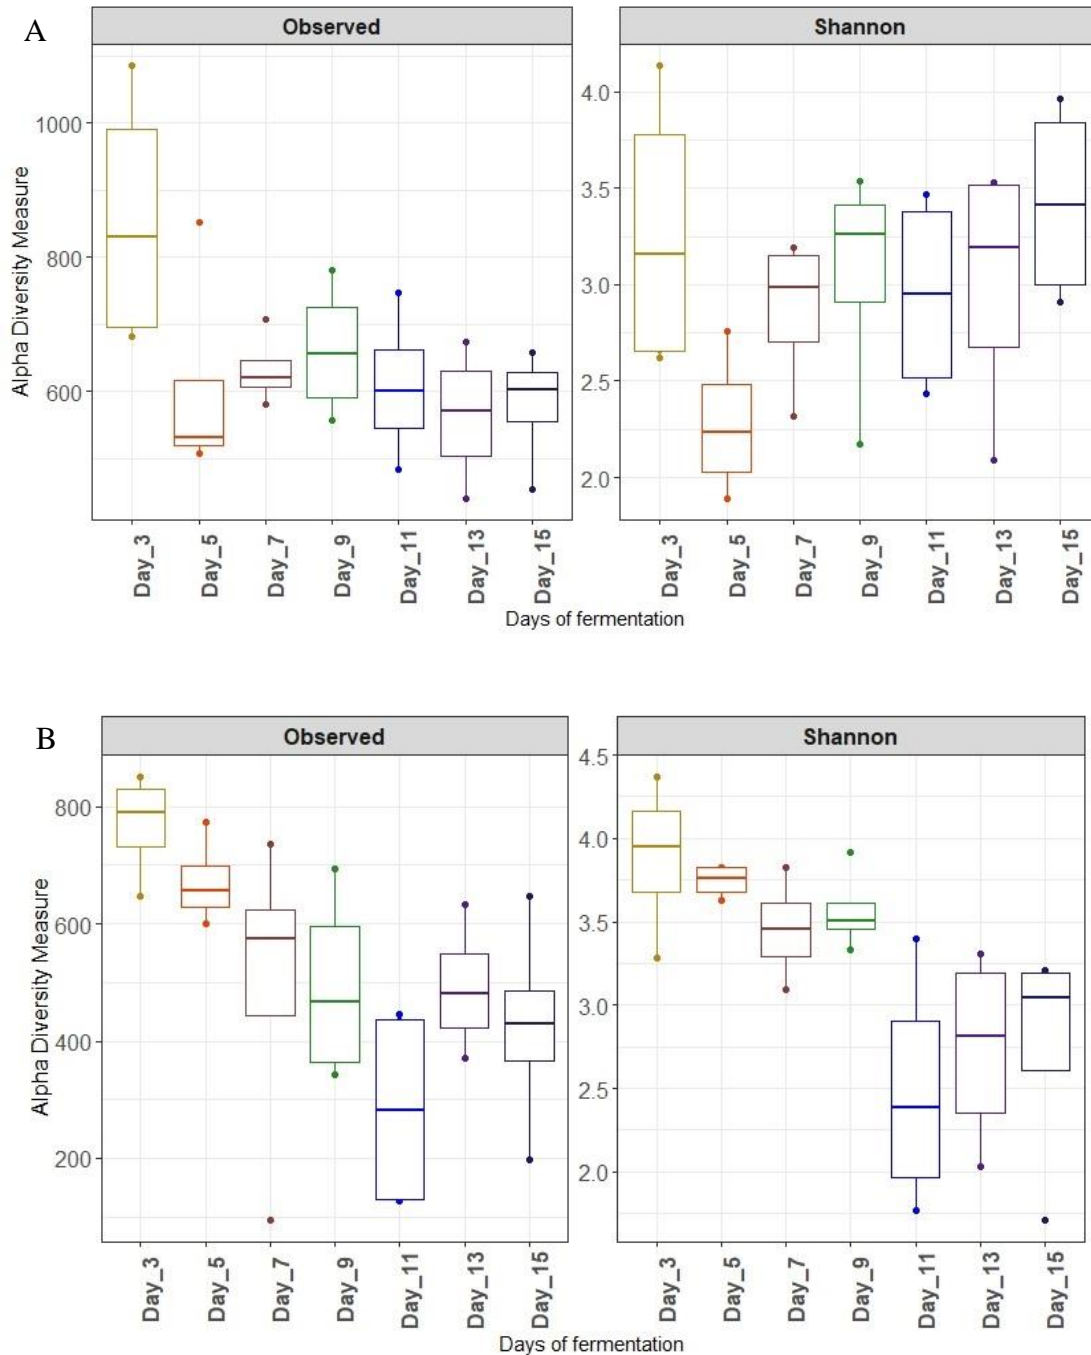 A
Observed
Shannon
Alpha Diversity Measure
1000
800
600
4.0
3.5
3.0
2.5
2.0
Day_3
Day_5
Day_7
Day_9
Day_11
Day_13
Day_15
Day_3
Day_5
Day_7
Day_9
Day_11
Day_13
Day_15
Days of fermentation
B
Observed
Shannon
Alpha Diversity Measure
800
600
400
200
4.5
4.0
3.5
3.0
2.5
2.0
Day_3
Day_5
Day_7
Day_9
Day_11
Day_13
Day_15
Day_3
Day_5
Day_7
Day_9
Day_11
Day_13
Day_15
Days of fermentation